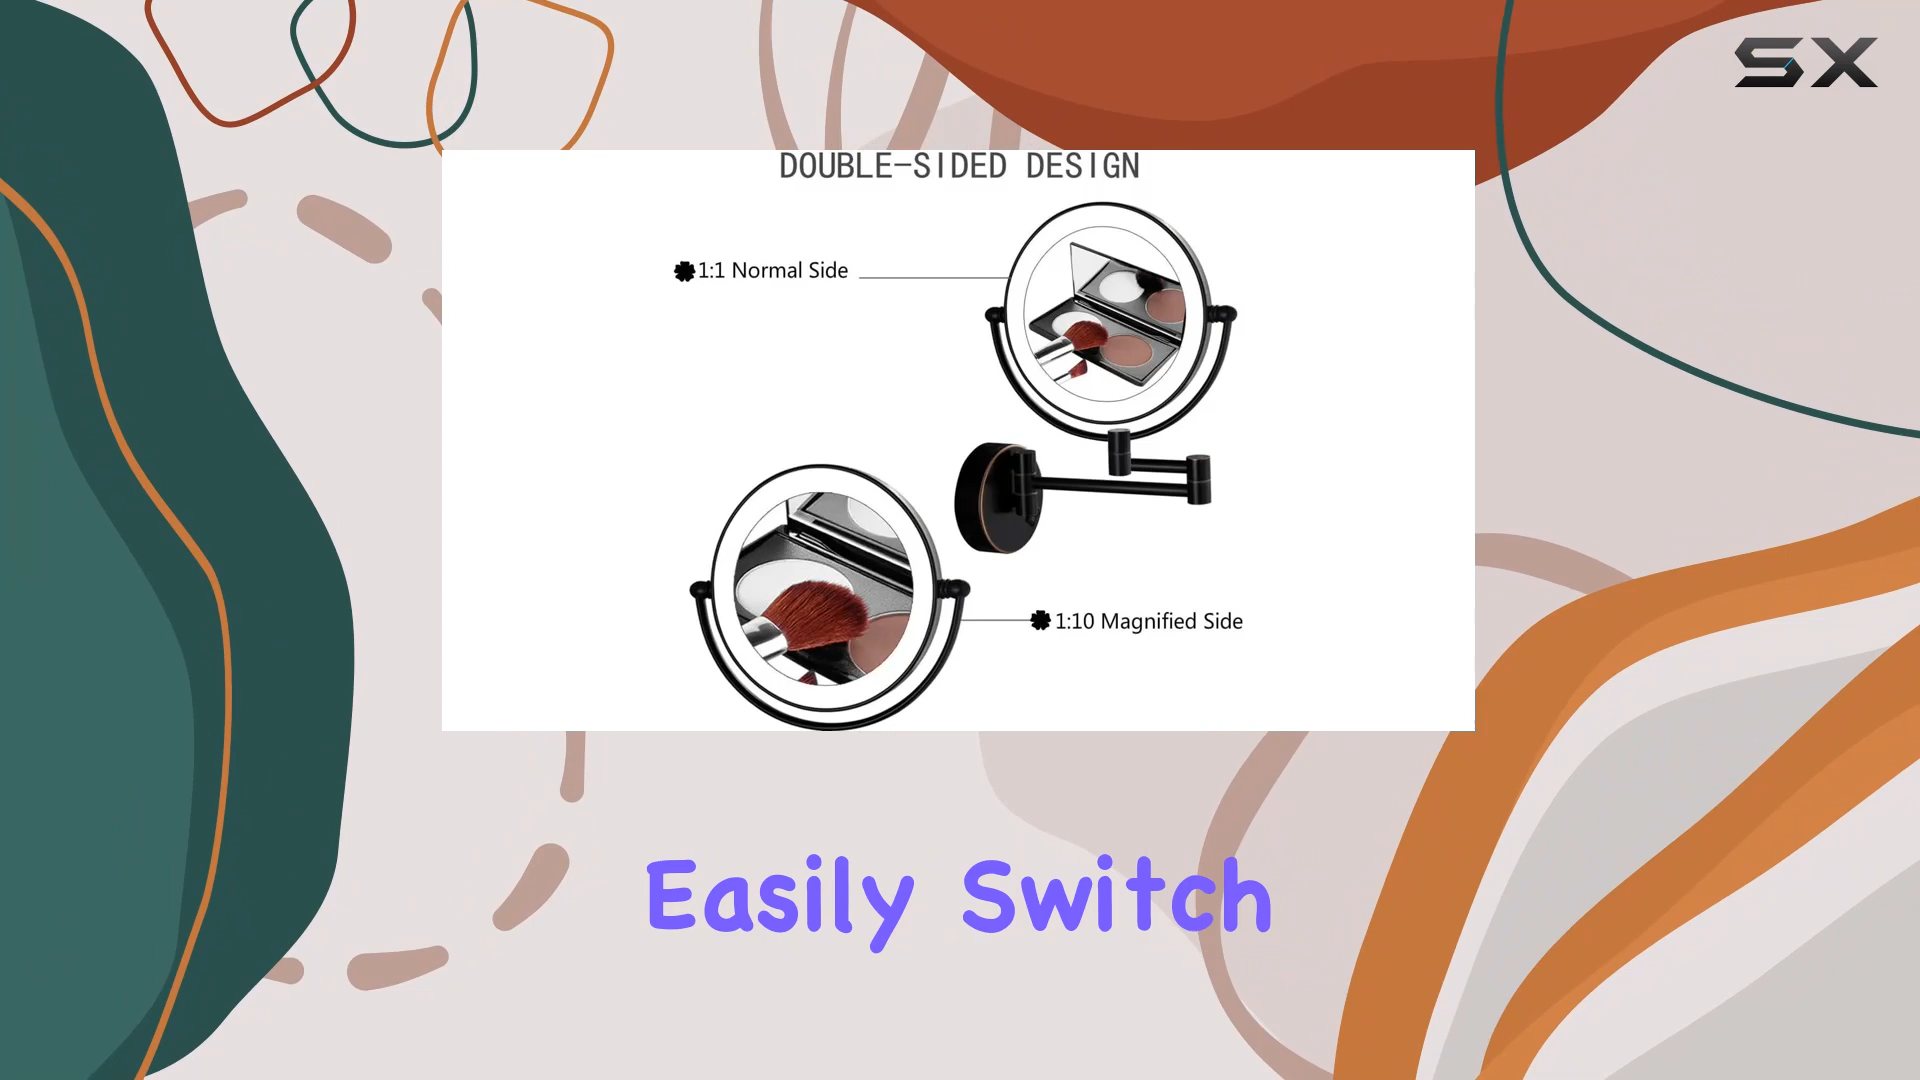 SX
DOUBLE-SIDED DESIGN
1:1 Normal Side
1:10 Magnified Side
Easily Switch